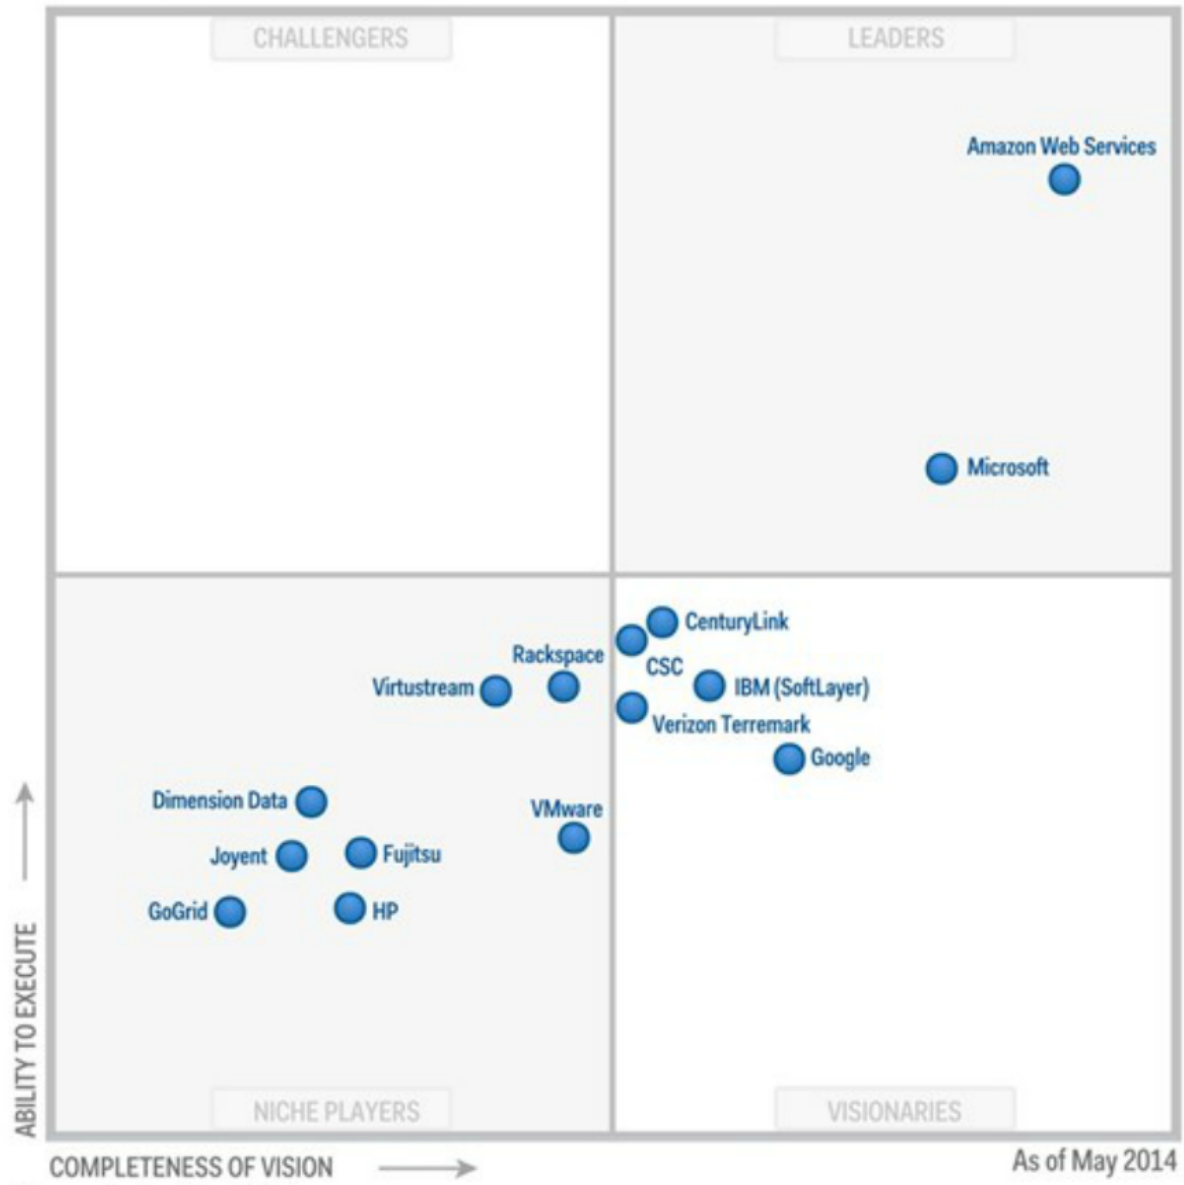 CHALLENGERS
LEADERS
Amazon Web Services
Microsoft
CenturyLink
CSC
Rackspace
Virtustream
IBM (SoftLayer)
Verizon Terremark
Google
Dimension Data
VMware
Joyent
Fujitsu
GoGrid
HP
ABILITY TO EXECUTE
NICHE PLAYERS
VISIONARIES
COMPLETENESS OF VISION
As of May 2014